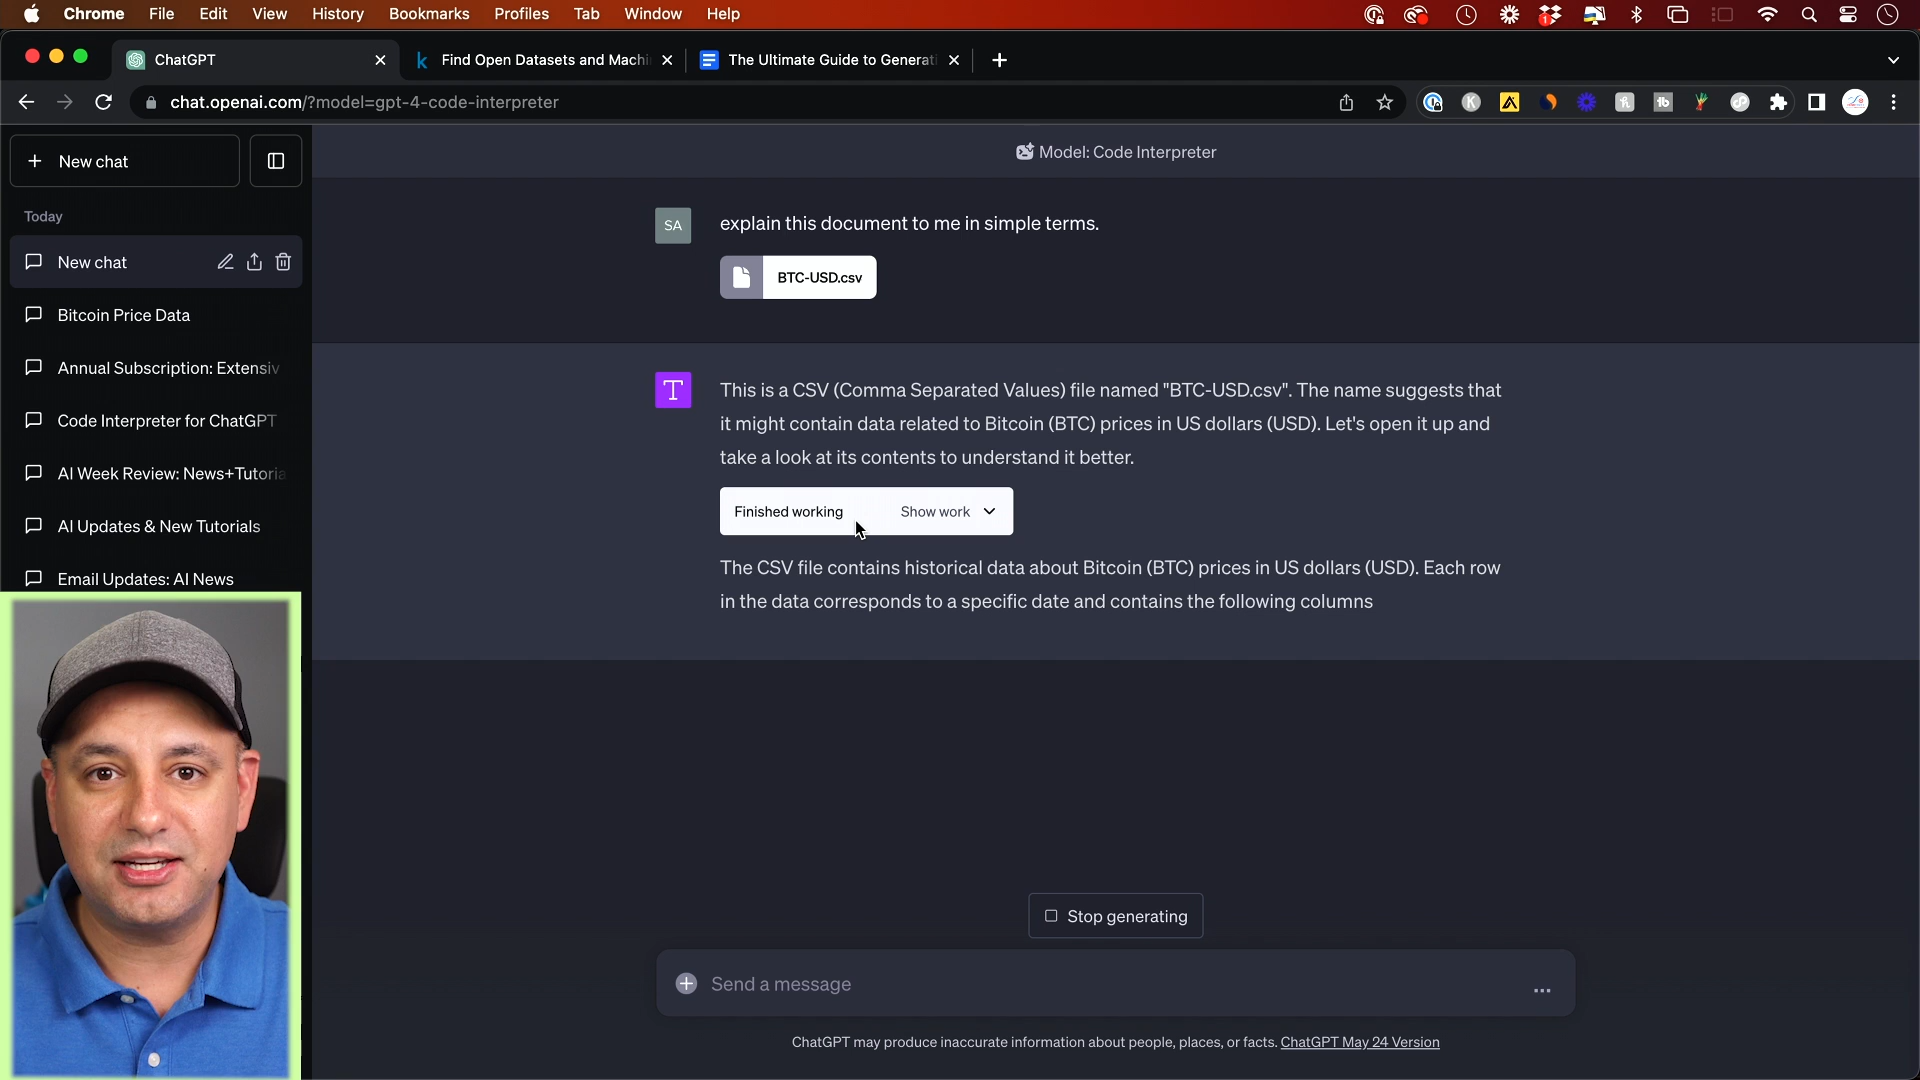 Chrome File Edit View History Bookmarks Profiles Tab Window Help
1
ChatGPT
k Find Open Datasets and Machi
The Ultimate Guide to Generati
chat.openai.com/?model=gpt-4-code-interpreter
New chat
Model: Code Interpreter
Today
New chat
Bitcoin Price Data
Annual Subscription: Extensiv
Code Interpreter for ChatGPT
AI Week Review: News+Tutoria
AI Updates & New Tutorials
Email Updates: AI News
SA
explain this document to me in simple terms.
BTC-USD.csv
T
This is a CSV (Comma Separated Values) file named "BTC-USD.csv". The name suggests that
it might contain data related to Bitcoin (BTC) prices in US dollars (USD). Let's open it up and
take a look at its contents to understand it better.
Finished working Show work
The CSV file contains historical data about Bitcoin (BTC) prices in US dollars (USD). Each row
in the data corresponds to a specific date and contains the following columns
Stop generating
Send a message
ChatGPT may produce inaccurate information about people, places, or facts. ChatGPT May 24 Version